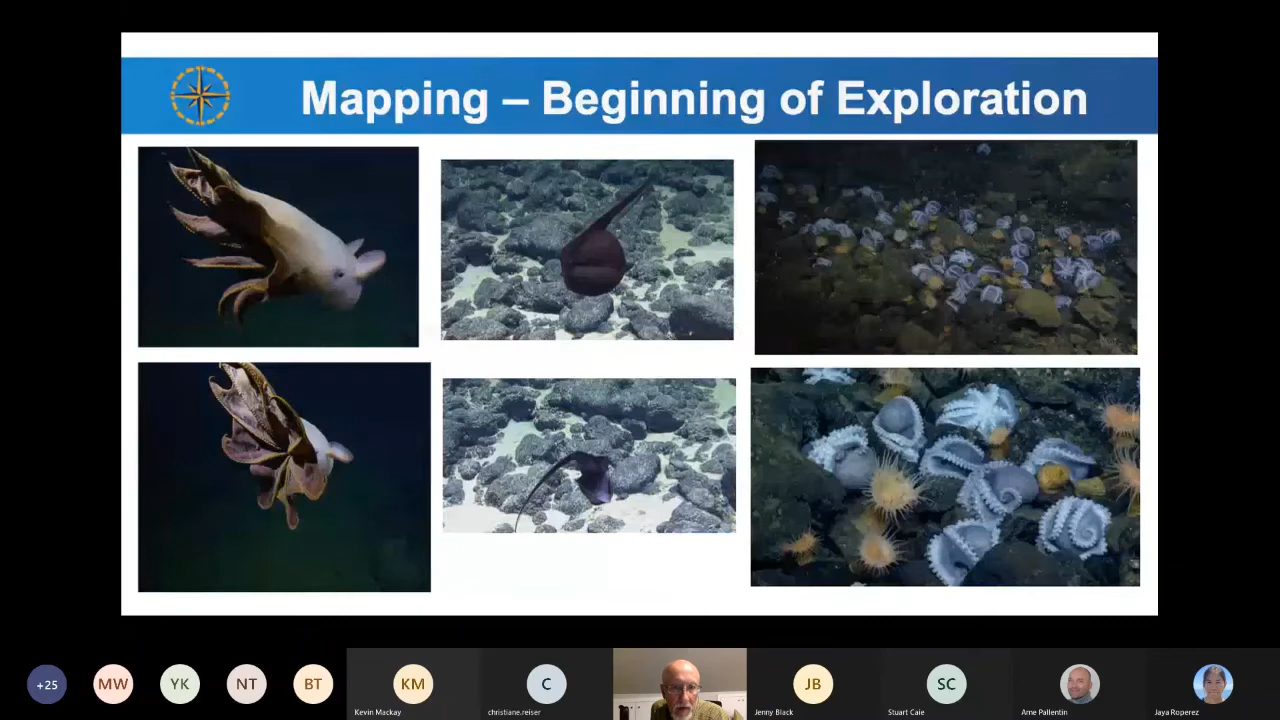 Mapping – Beginning of Exploration
+25
MW
YK
NT
BT
KM
C
JB
SC
Kevin Mackay
christiane.reiser
Jenny Black
Stuart Caie
Arne Pallentin
Jaya Roperez